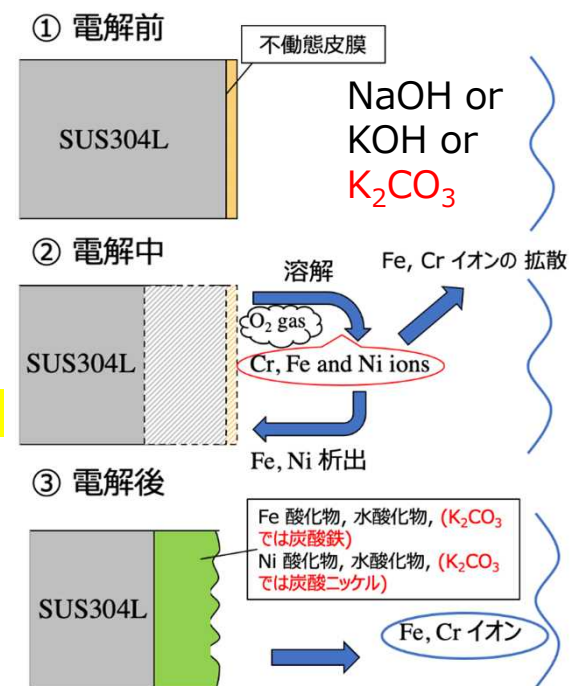 ① 電解前
不働態皮膜
SUS304L
NaOH or
KOH or
K₂CO₃
② 電解中
溶解
Fe, Cr イオンの 拡散
O₂ gas
SUS304L
Cr, Fe and Ni ions
Fe, Ni 析出
③ 電解後
Fe 酸化物, 水酸化物, (K₂CO₃
では炭酸鉄)
Ni 酸化物, 水酸化物, (K₂CO₃
では炭酸ニッケル)
SUS304L
Fe, Cr イオン